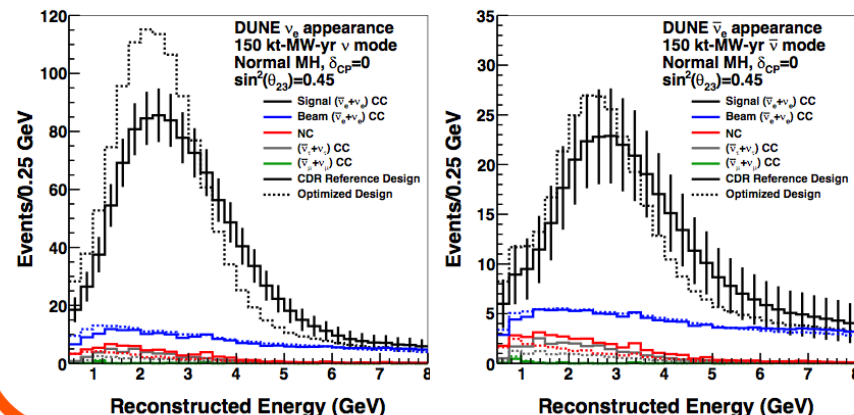 DUNE νₑ appearance
150 kt-MW-yr ν mode
Normal MH, δCP=0
sin²(θ₂₃)=0.45
Signal (ν̄ₑ+νₑ) CC
Beam (ν̄ₑ+νₑ) CC
NC
(ν̄τ+ντ) CC
(ν̄μ+νμ) CC
CDR Reference Design
Optimized Design
Events/0.25 GeV
120
100
80
60
40
20
0
1 2 3 4 5 6 7 8
Reconstructed Energy (GeV)
DUNE ν̄ₑ appearance
150 kt-MW-yr ν̄ mode
Normal MH, δCP=0
sin²(θ₂₃)=0.45
Signal (ν̄ₑ+νₑ) CC
Beam (ν̄ₑ+νₑ) CC
NC
(ν̄τ+ντ) CC
(ν̄μ+νμ) CC
CDR Reference Design
Optimized Design
Events/0.25 GeV
35
30
25
20
15
10
5
0
1 2 3 4 5 6 7 8
Reconstructed Energy (GeV)